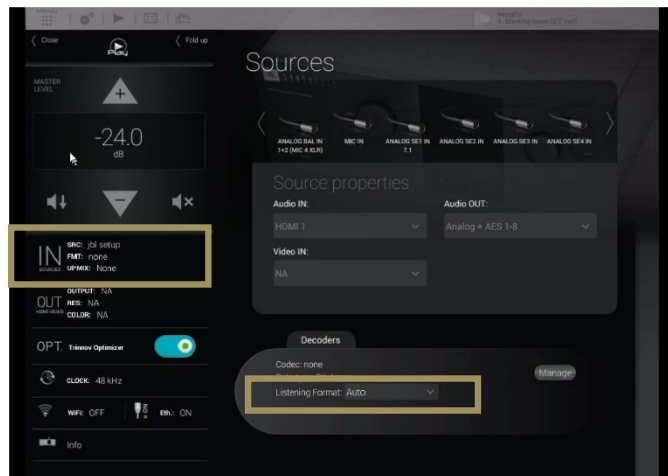 PRESETS
Close
Play
Fold up
MASTER
LEVEL
-24.0
dB
IN
SOURCES
SRC: jbl setup
FMT: none
UPMIX: None
OUT
HDMI VIDEO
OUTPUT: NA
RES: NA
COLOR: NA
OPT. Trinnov Optimizer
CLOCK: 48 kHz
WiFi: OFF
Eth.: ON
Info
Sources
ANALOG BAL IN
1+2 (MIC 4 XLR)
MIC IN
ANALOG SE1 IN
7.1
ANALOG SE2 IN
ANALOG SE3 IN
ANALOG SE4 IN
Source properties
Audio IN:
HDMI 1
Audio OUT:
Analog + AES 1-8
Video IN:
NA
Decoders
Codec: none
Manage
Listening Format: Auto